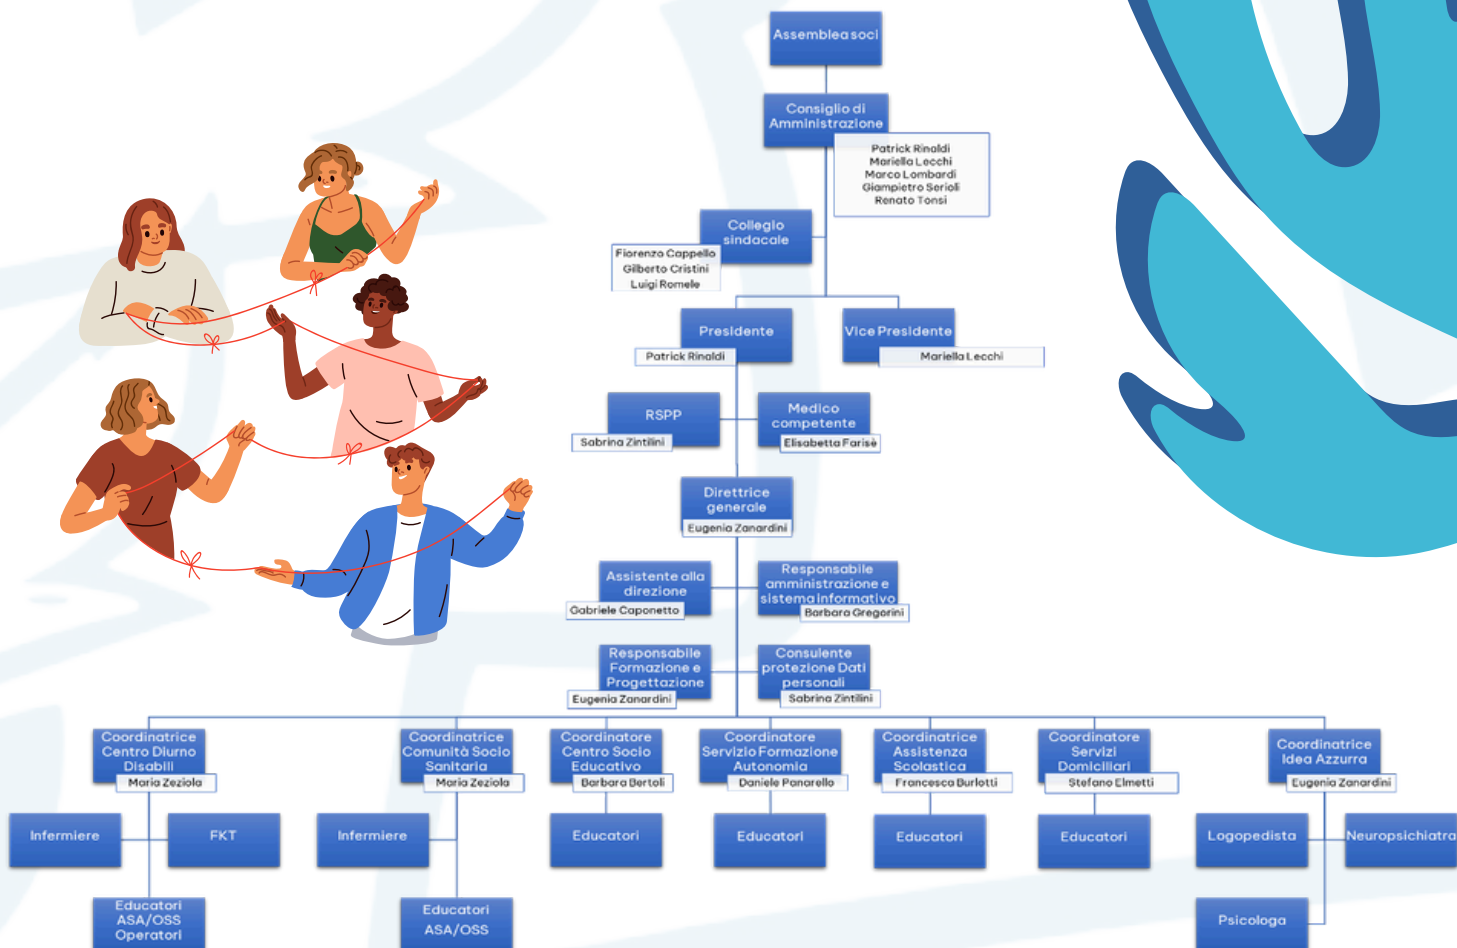 Assemblea soci
Consiglio di
Amministrazione
Patrick Rinaldi
Mariella Lecchi
Marco Lombardi
Giampietro Serioli
Renato Tonsi
Collegio
sindacale
Fiorenzo Cappello
Gilberto Cristini
Luigi Romele
Presidente
Patrick Rinaldi
Vice Presidente
Mariella Lecchi
RSPP
Sabrina Zintilini
Medico
competente
Elisabetta Farisè
Direttrice
generale
Eugenia Zanardini
Assistente alla
direzione
Gabriele Caponetto
Responsabile
amministrazione e
sistema informativo
Barbara Gregorini
Responsabile
Formazione e
Progettazione
Eugenia Zanardini
Consulente
protezione Dati
personali
Sabrina Zintilini
Coordinatrice
Centro Diurno
Disabili
Maria Zeziola
Coordinatrice
Comunità Socio
Sanitaria
Maria Zeziola
Coordinatore
Centro Socio
Educativo
Barbara Bertoli
Coordinatore
Servizio Formazione
Autonomia
Daniele Panarello
Coordinatrice
Assistenza
Scolastica
Francesca Burlotti
Coordinatore
Servizi
Domiciliari
Stefano Elmetti
Coordinatrice
Idea Azzurra
Eugenia Zanardini
Infermiere
FKT
Infermiere
Educatori
Educatori
Educatori
Educatori
Logopedista
Neuropsichiatra
Educatori
ASA/OSS
Operatori
Educatori
ASA/OSS
Psicologa